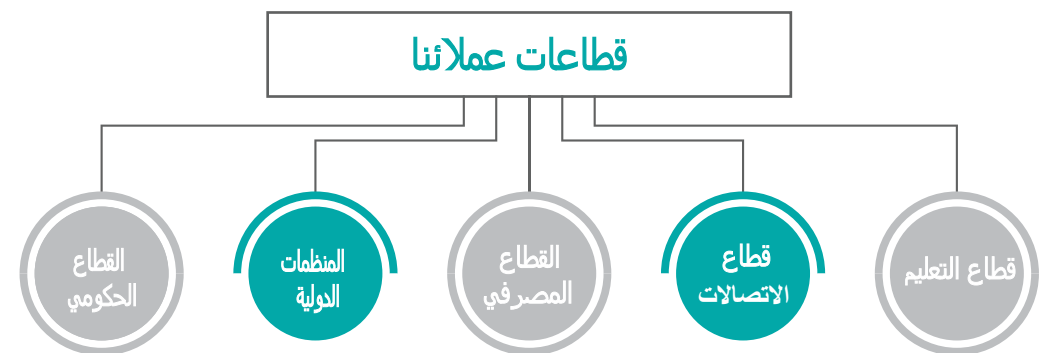 قطاعات عملائنا
قطاع التعليم
قطاع
الاتصالات
القطاع
المصرفي
المنظمات
الدولية
القطاع
الحكومي